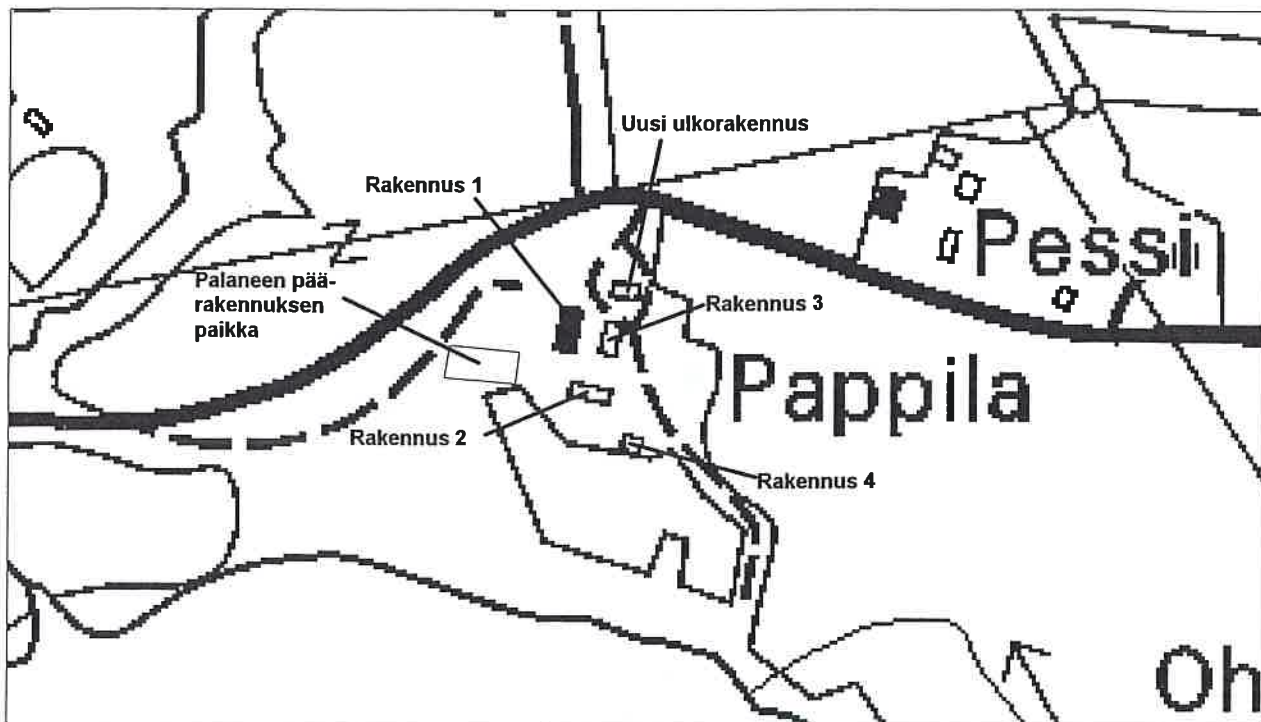 Uusi ulkorakennus
Rakennus 1
Pessi
Palaneen pää-
rakennuksen
paikka
Rakennus 3
Pappila
Rakennus 2
Rakennus 4
Oh